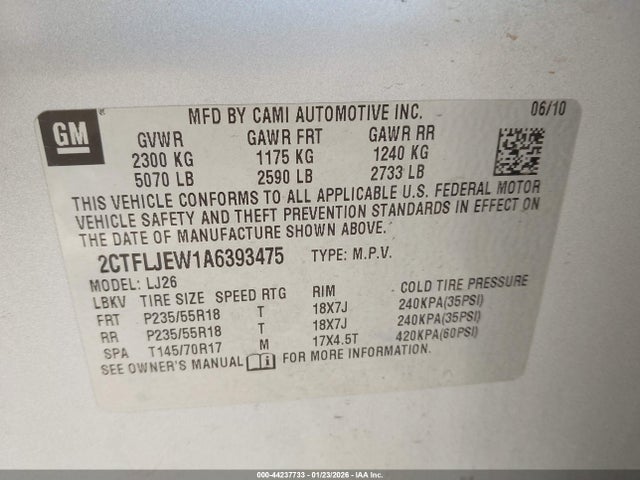 GM
MFD BY CAMI AUTOMOTIVE INC. 06/10
GVWR GAWR FRT GAWR RR
2300 KG 1175 KG 1240 KG
5070 LB 2590 LB 2733 LB
THIS VEHICLE CONFORMS TO ALL APPLICABLE U.S. FEDERAL MOTOR
VEHICLE SAFETY AND THEFT PREVENTION STANDARDS IN EFFECT ON
THE DATE OF MANUFACTURE SHOWN ABOVE.
2CTFLJEW1A6393475 TYPE: M.P.V.
MODEL: LJ26
LBKV TIRE SIZE SPEED RTG RIM COLD TIRE PRESSURE
FRT P235/55R18 T 18X7J 240KPA(35PSI)
RR P235/55R18 T 18X7J 240KPA(35PSI)
SPA T145/70R17 M 17X4.5T 420KPA(60PSI)
SEE OWNER'S MANUAL FOR MORE INFORMATION.
000-44237733 - 01/23/2026 - IAA Inc.